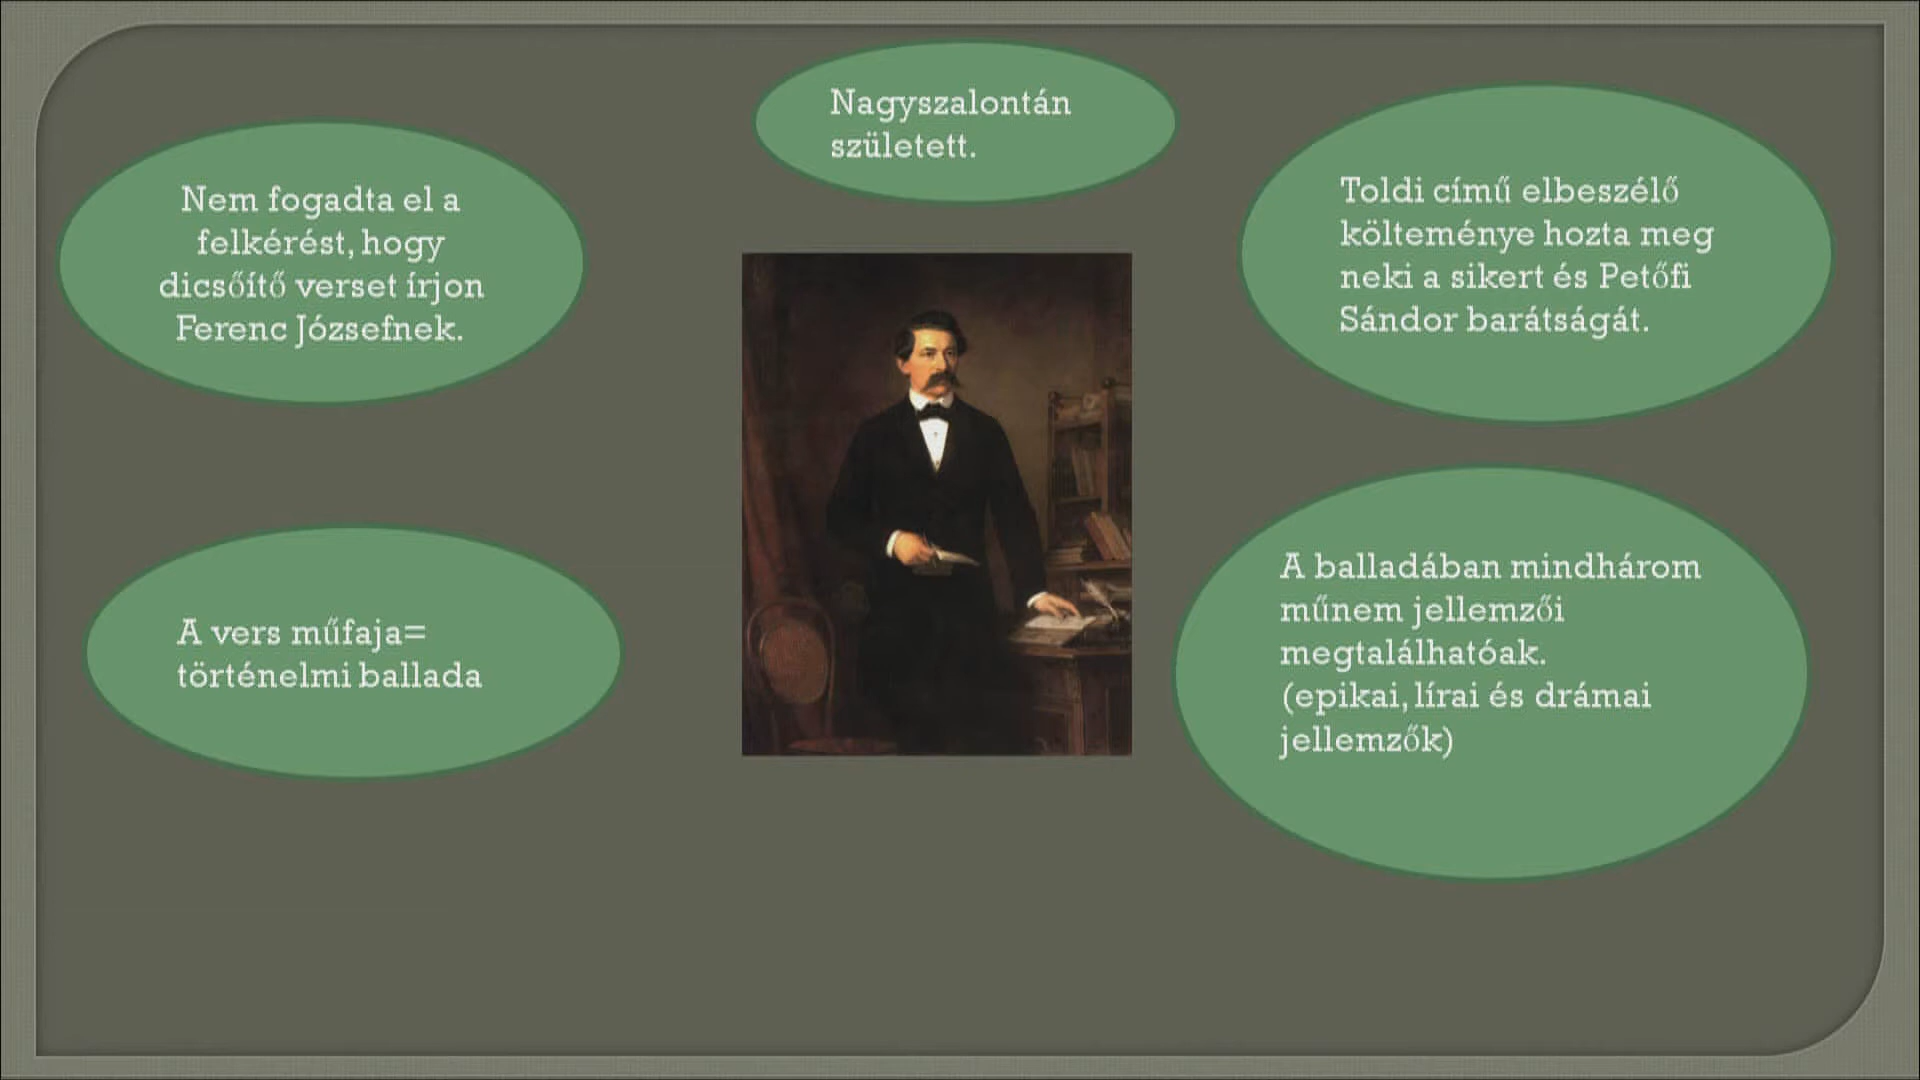 Nagyszalontán
született.
Nem fogadta el a
felkérést, hogy
dicsőítő verset írjon
Ferenc Józsefnek.
Toldi című elbeszélő
költeménye hozta meg
neki a sikert és Petőfi
Sándor barátságát.
A vers műfaja=
történelmi ballada
A balladában mindhárom
műnem jellemzői
megtalálhatóak.
(epikai, lírai és drámai
jellemzők)